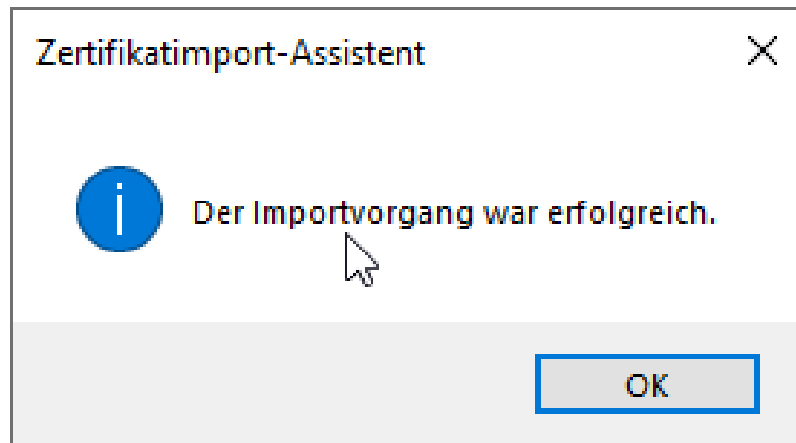 Zertifikatimport-Assistent
Der Importvorgang war erfolgreich.
OK